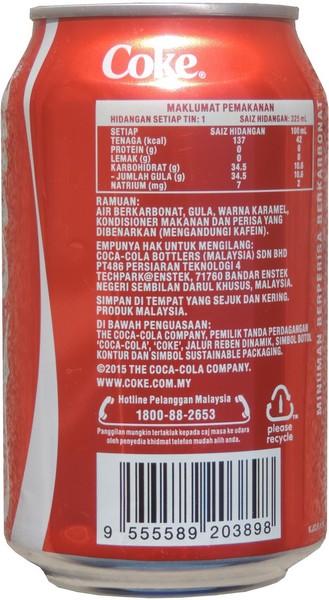 Coke®
MAKLUMAT PEMAKANAN
HIDANGAN SETIAP TIN: 1 SAIZ HIDANGAN: 325 mL
SETIAP SAIZ HIDANGAN 100 mL
TENAGA (kcal) 137 42
PROTEIN (g) 0 0
LEMAK (g) 0 0
KARBOHIDRAT (g) 34.5 10.6
- JUMLAH GULA (g) 34.5 10.6
NATRIUM (mg) 7 2
RAMUAN:
AIR BERKARBONAT, GULA, WARNA KARAMEL,
KONDISIONER MAKANAN DAN PERISA YANG
DIBENARKAN (MENGANDUNGI KAFEIN).
EMPUNYA HAK UNTUK MENGILANG:
COCA-COLA BOTTLERS (MALAYSIA) SDN BHD
PT486 PERSIARAN TEKNOLOGI 4
TECHPARK@ENSTEK, 71760 BANDAR ENSTEK
NEGERI SEMBILAN DARUL KHUSUS, MALAYSIA.
SIMPAN DI TEMPAT YANG SEJUK DAN KERING.
PRODUK MALAYSIA.
DI BAWAH PENGUASAAN:
THE COCA-COLA COMPANY, PEMILIK TANDA PERDAGANGAN
'COCA-COLA', 'COKE', JALUR REBEN DINAMIK, SIMBOL BOTOL
KONTUR DAN SIMBOL SUSTAINABLE PACKAGING.
©2015 THE COCA-COLA COMPANY.
WWW.COKE.COM.MY
Hotline Pelanggan Malaysia
1800-88-2653
Panggilan mungkin tertakluk kepada caj masa ke udara
oleh penyedia khidmat telefon mudah alih anda.
please
recycle
TM
9 555589 203898
MINUMAN BERPERISA BERKARBONAT